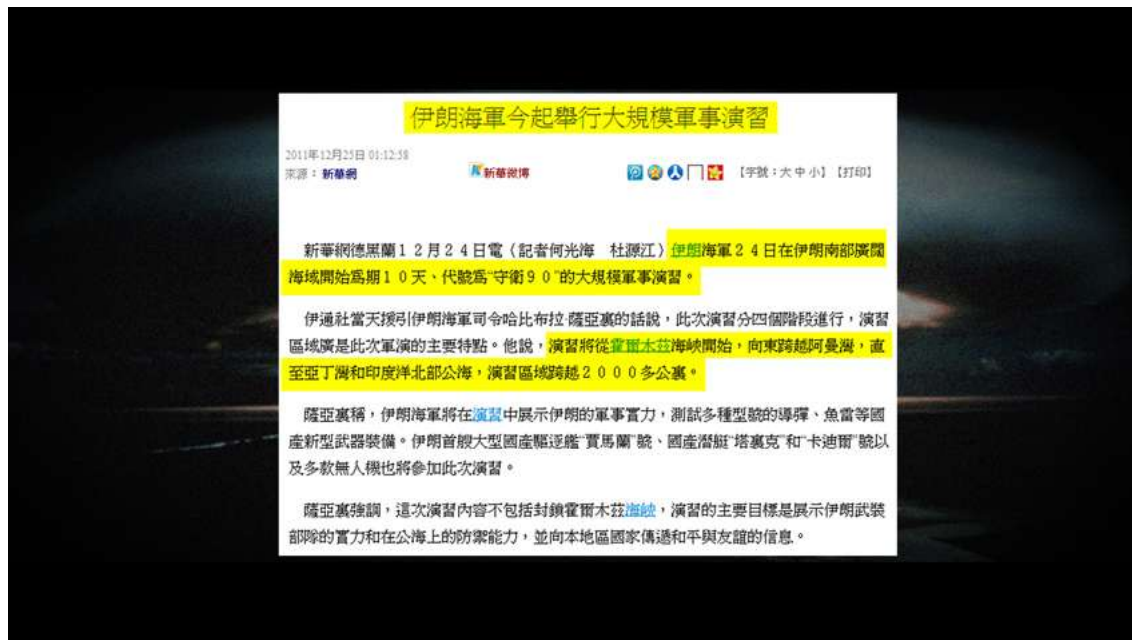 伊朗海軍今起舉行大規模軍事演習
2011年12月25日 01:12:58
來源：新華網
新華微博
【字號：大 中 小】【打印】
新華網德黑蘭１２月２４日電（記者何光海　杜源江）伊朗海軍２４日在伊朗南部廣闊
海域開始爲期１０天、代號爲“守衛９０”的大規模軍事演習。
伊通社當天援引伊朗海軍司令哈比布拉·薩亞裏的話說，此次演習分四個階段進行，演習
區域廣是此次軍演的主要特點。他說，演習將從霍爾木茲海峽開始，向東跨越阿曼灣，直
至亞丁灣和印度洋北部公海，演習區域跨越２０００多公裏。
薩亞裏稱，伊朗海軍將在演習中展示伊朗的軍事實力，測試多種型號的導彈、魚雷等國
產新型武器裝備。伊朗首艘大型國產驅逐艦“賈馬蘭”號、國產潛艇“塔裏克”和“卡迪爾”號以
及多款無人機也將參加此次演習。
薩亞裏強調，這次演習內容不包括封鎖霍爾木茲海峽，演習的主要目標是展示伊朗武裝
部隊的實力和在公海上的防禦能力，並向本地區國家傳遞和平與友誼的信息。